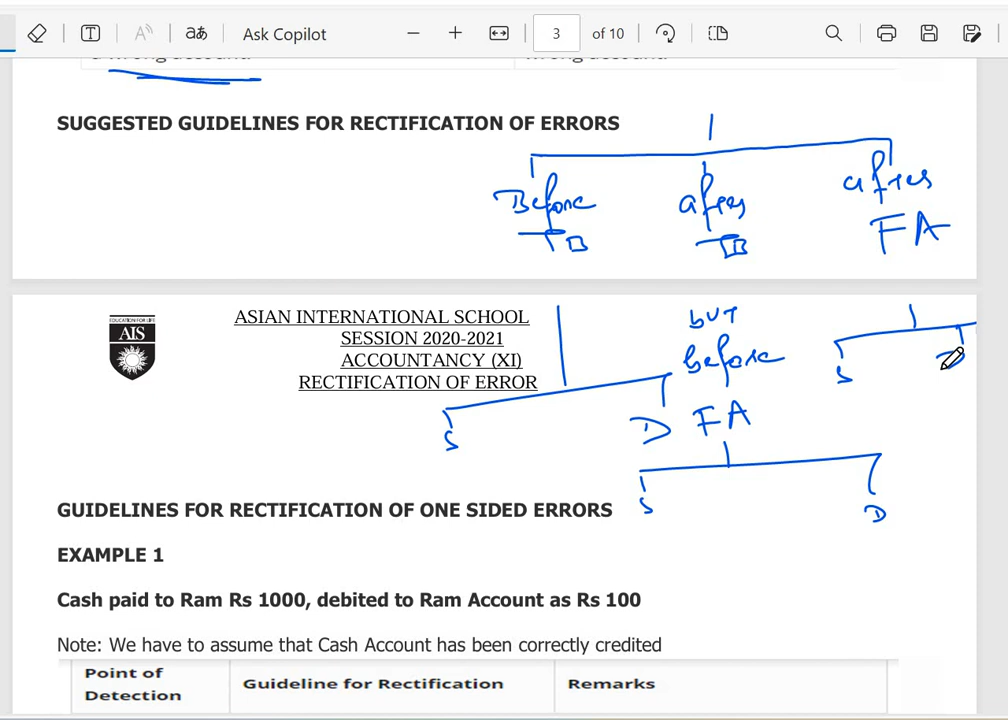 Ask Copilot
3 of 10
SUGGESTED GUIDELINES FOR RECTIFICATION OF ERRORS
Before
TB
after
TB
after
FA
EDUCATION FOR LIFE
AIS
ASIAN INTERNATIONAL SCHOOL
SESSION 2020-2021
ACCOUNTANCY (XI)
RECTIFICATION OF ERROR
but
before
FA
S
D
S
D
S
GUIDELINES FOR RECTIFICATION OF ONE SIDED ERRORS
EXAMPLE 1
Cash paid to Ram Rs 1000, debited to Ram Account as Rs 100
Note: We have to assume that Cash Account has been correctly credited
Point of Detection
Guideline for Rectification
Remarks